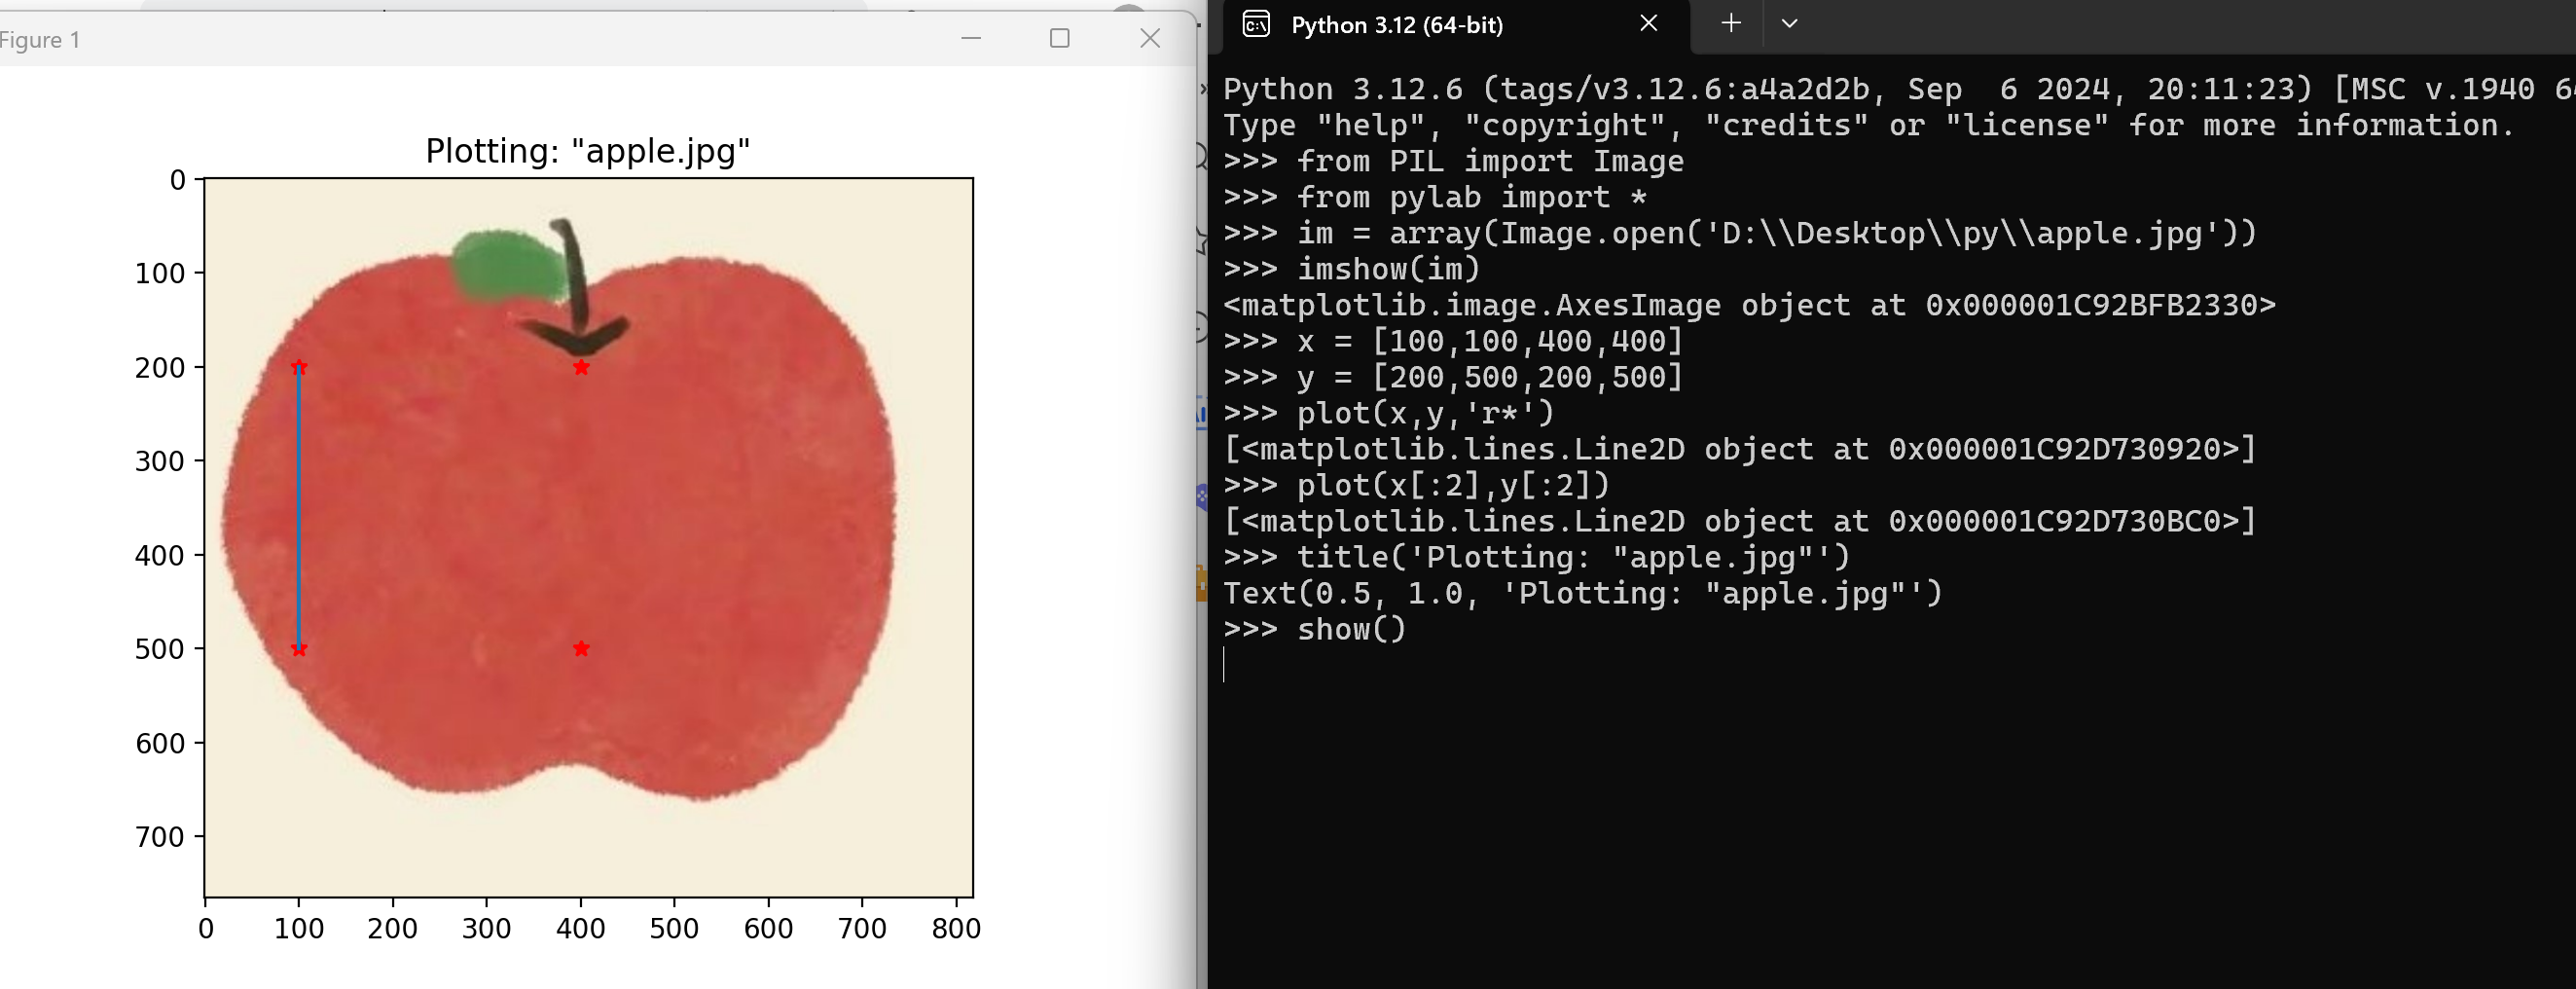 Figure 1
Plotting: "apple.jpg"
0
100
200
300
400
500
600
700
0 100 200 300 400 500 600 700 800
Python 3.12 (64-bit)
Python 3.12.6 (tags/v3.12.6:a4a2d2b, Sep  6 2024, 20:11:23) [MSC v.1940
Type "help", "copyright", "credits" or "license" for more information.
>>> from PIL import Image
>>> from pylab import *
>>> im = array(Image.open('D:\\Desktop\\py\\apple.jpg'))
>>> imshow(im)
<matplotlib.image.AxesImage object at 0x000001C92BFB2330>
>>> x = [100,100,400,400]
>>> y = [200,500,200,500]
>>> plot(x,y,'r*')
[<matplotlib.lines.Line2D object at 0x000001C92D730920>]
>>> plot(x[:2],y[:2])
[<matplotlib.lines.Line2D object at 0x000001C92D730BC0>]
>>> title('Plotting: "apple.jpg"')
Text(0.5, 1.0, 'Plotting: "apple.jpg"')
>>> show()